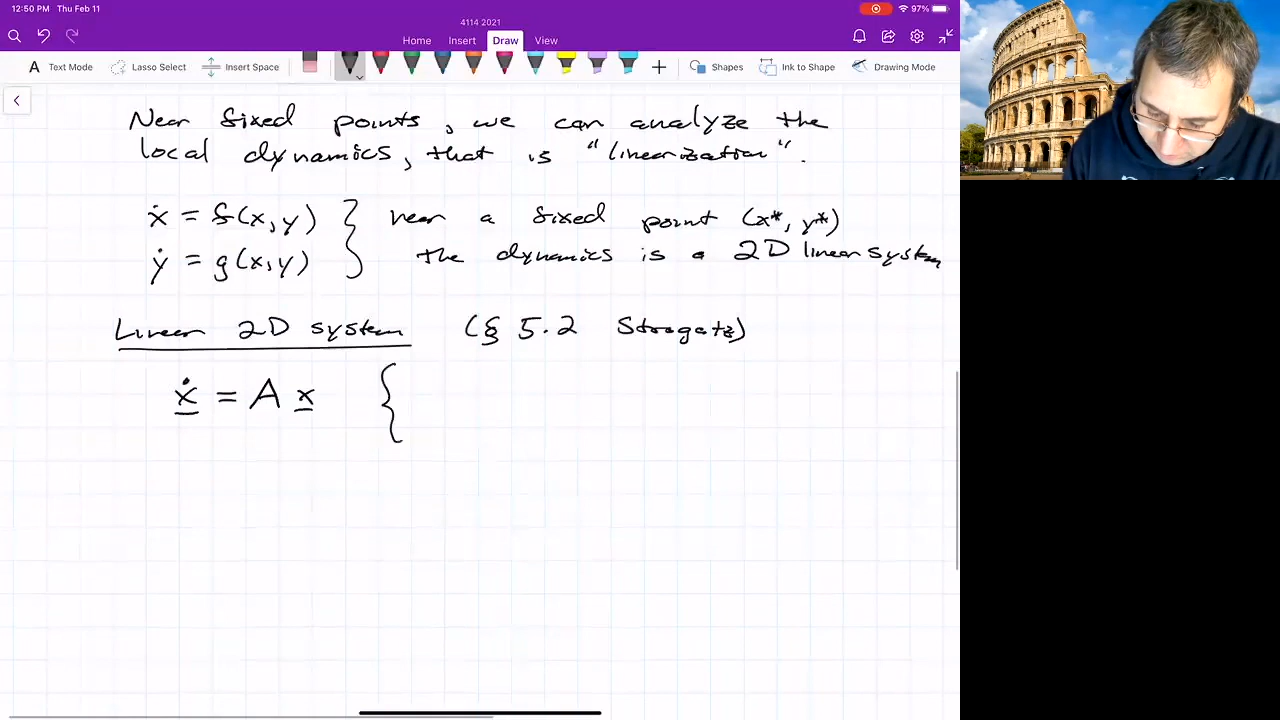 12:50 PM Thu Feb 11
97%
4114 2021
Home Insert Draw View
Text Mode Lasso Select Insert Space Shapes Ink to Shape Drawing Mode
Near fixed points, we can analyze the
local dynamics, that is "linearization".
ẋ = f(x,y) } near a fixed point (x*, y*)
ẏ = g(x,y) } the dynamics is a 2D linear system
Linear 2D system (§ 5.2 Strogatz)
ẋ = A x {